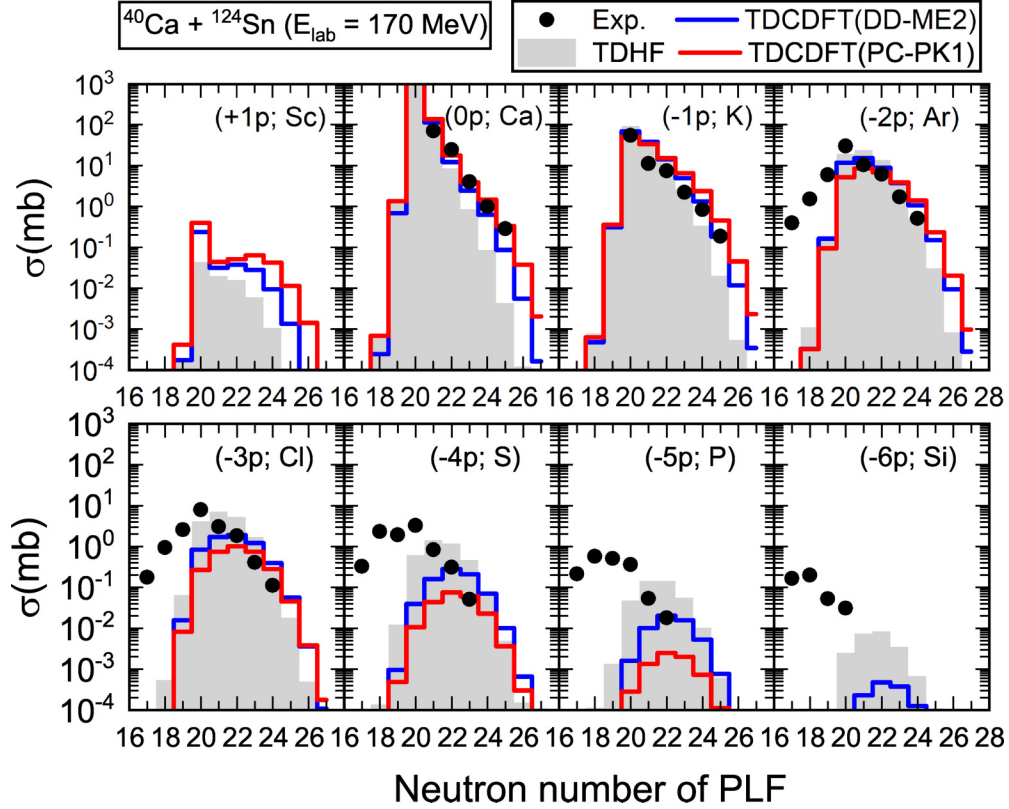 ⁴⁰Ca + ¹²⁴Sn (E_lab = 170 MeV)
Exp. TDCDFT(DD-ME2)
TDHF TDCDFT(PC-PK1)
(+1p; Sc) (0p; Ca) (-1p; K) (-2p; Ar)
10³
10²
10¹
10⁰
10⁻¹
10⁻²
10⁻³
10⁻⁴
σ(mb)
16 18 20 22 24 26 16 18 20 22 24 26 16 18 20 22 24 26 16 18 20 22 24 26 28
(-3p; Cl) (-4p; S) (-5p; P) (-6p; Si)
10³
10²
10¹
10⁰
10⁻¹
10⁻²
10⁻³
10⁻⁴
σ(mb)
16 18 20 22 24 26 16 18 20 22 24 26 16 18 20 22 24 26 16 18 20 22 24 26 28
Neutron number of PLF